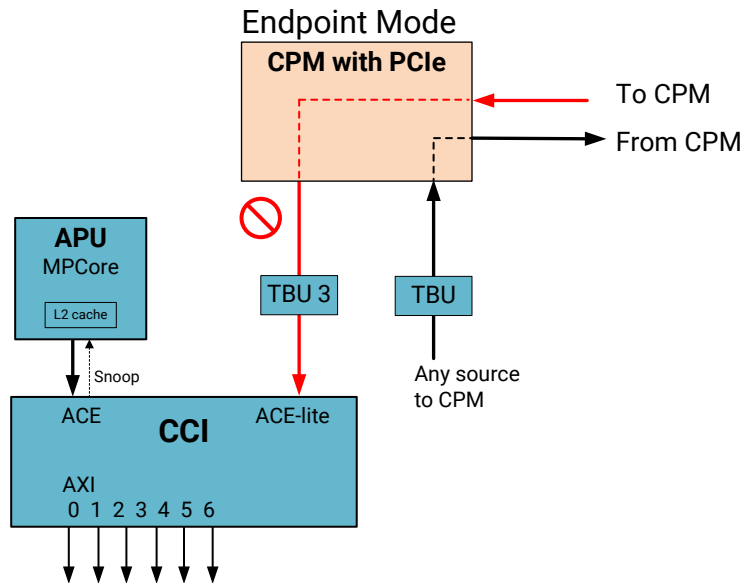 Endpoint Mode
CPM with PCIe
To CPM
From CPM
APU
MPCore
L2 cache
TBU 3
TBU
Snoop
Any source
to CPM
ACE
CCI
ACE-lite
AXI
0 1 2 3 4 5 6